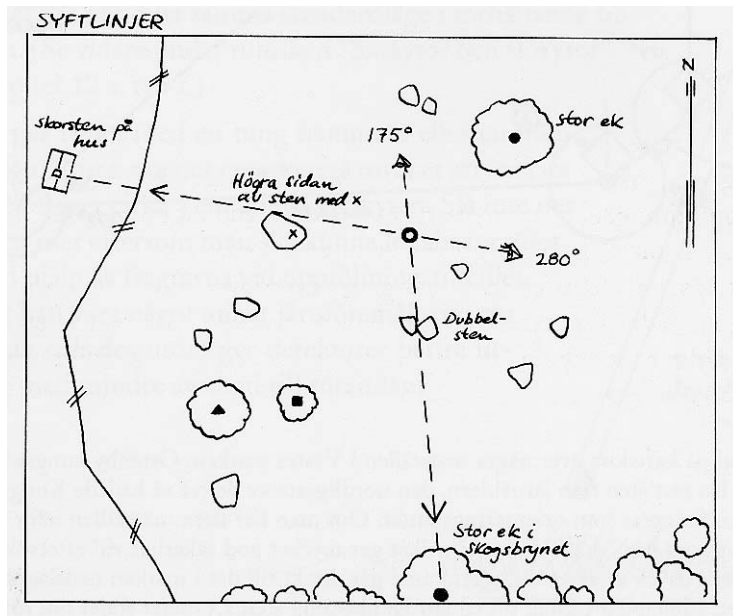 SYFTLINJER
N
stor ek
175°
skorsten på
hus
Högra sidan
av sten med x
x
280°
Dubbel-
sten
Stor ek i
skogsbrynet